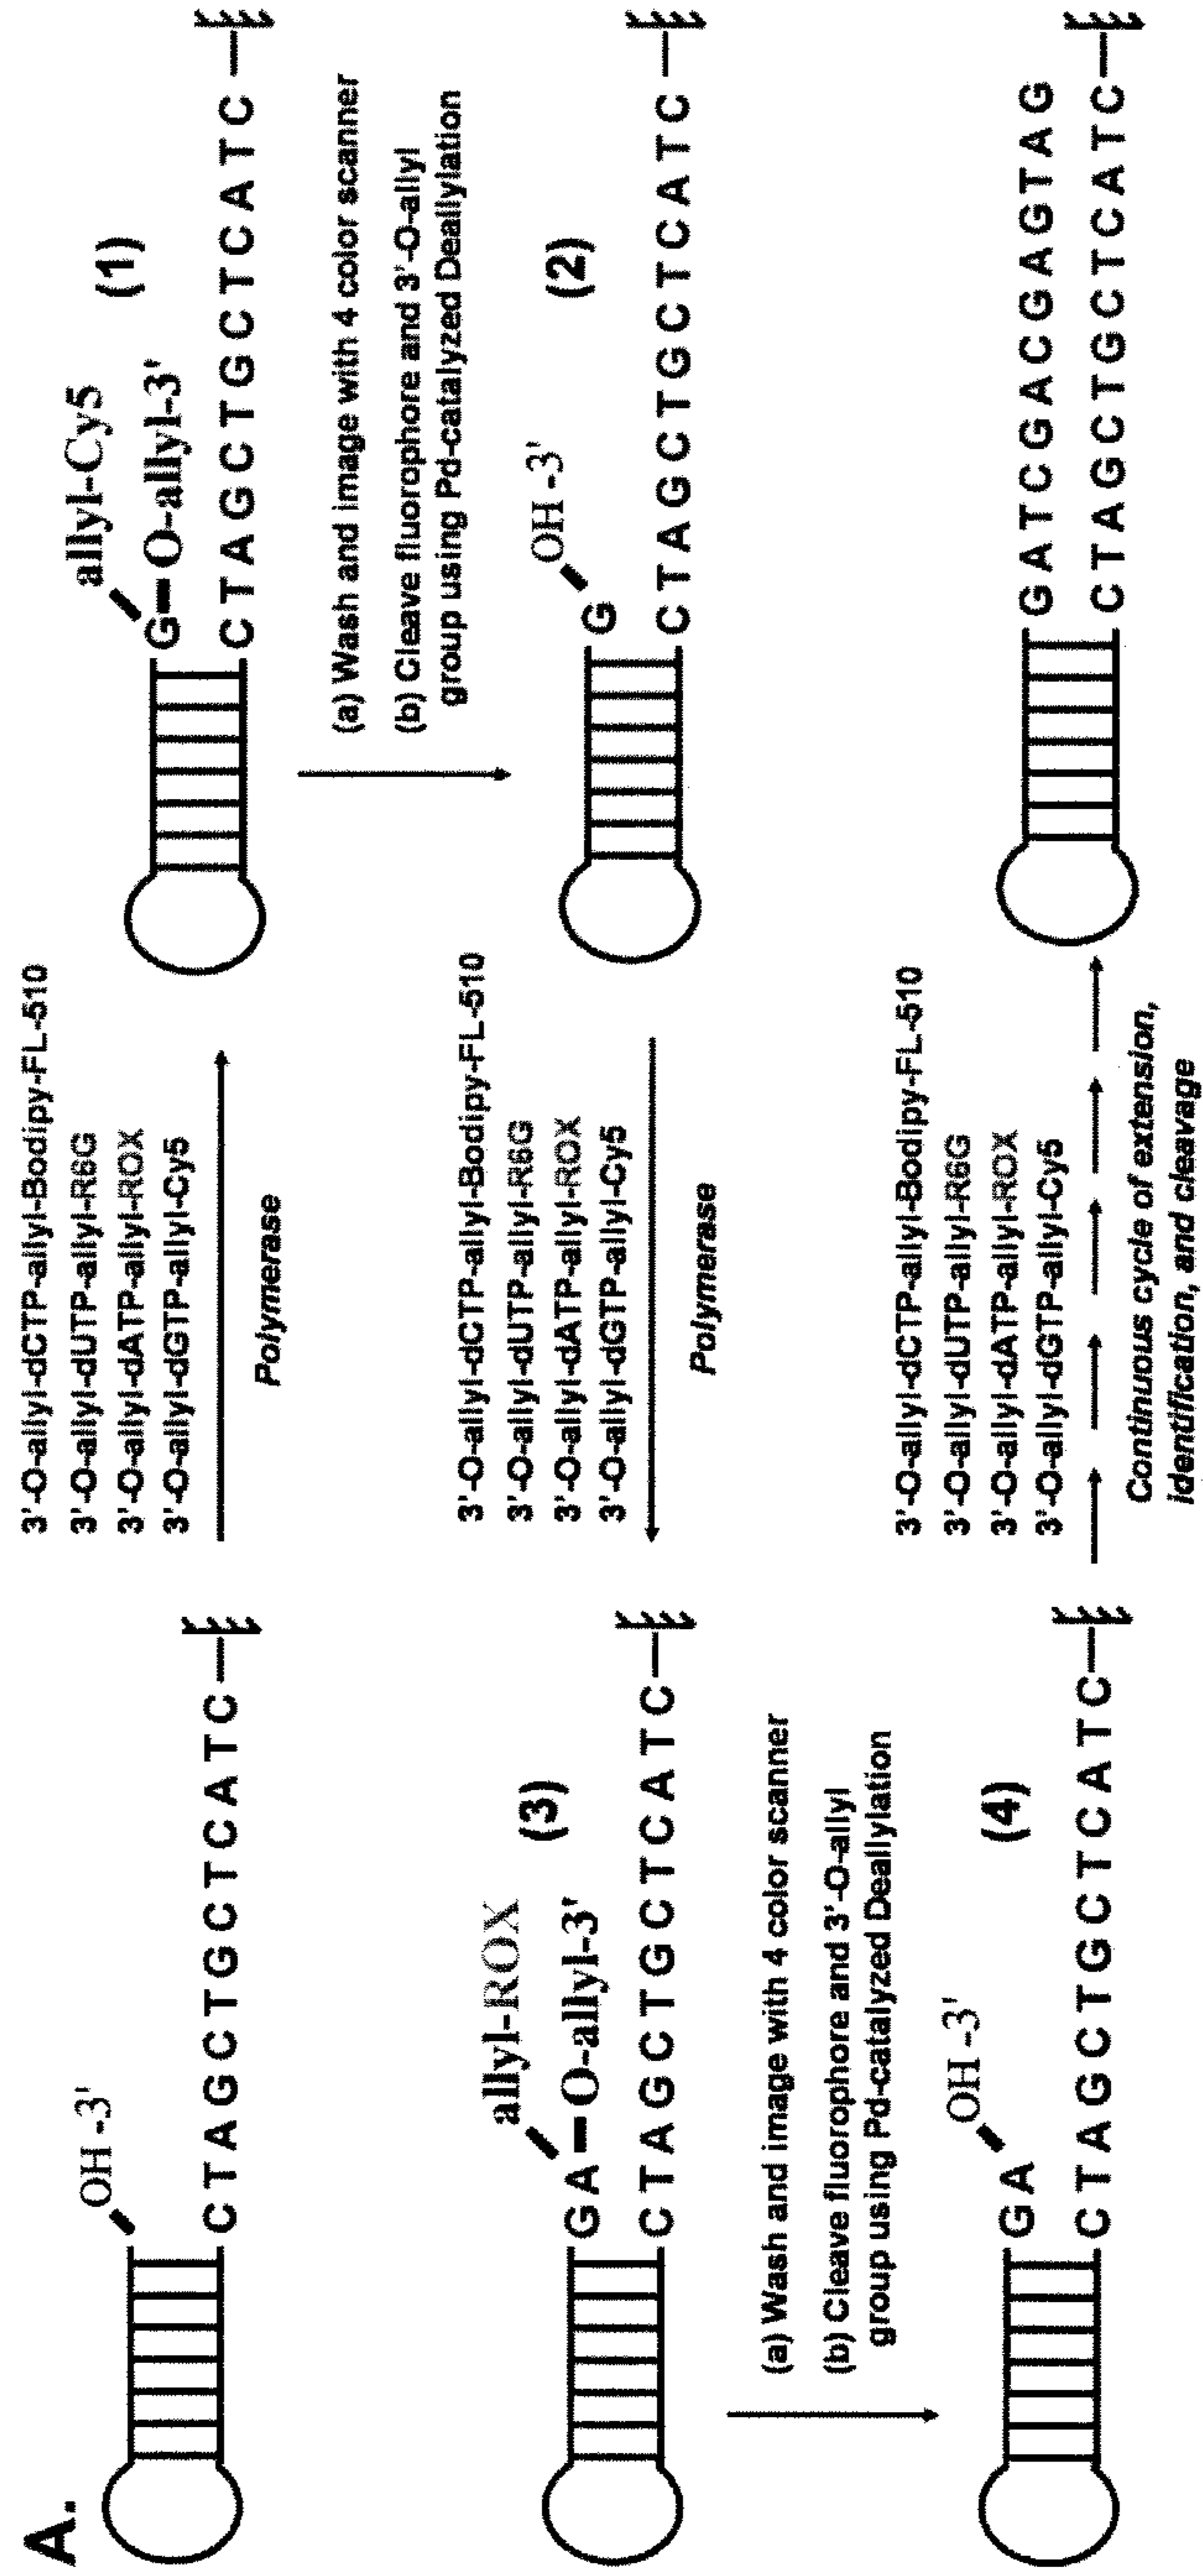 A.
OH -3'
C T A G C T G C T C A T C
3'-O-allyl-dCTP-allyl-Bodipy-FL-510
3'-O-allyl-dUTP-allyl-R6G
3'-O-allyl-dATP-allyl-ROX
3'-O-allyl-dGTP-allyl-Cy5
Polymerase
allyl-Cy5
(1)
G-O-allyl-3'
C T A G C T G C T C A T C
(a) Wash and image with 4 color scanner
(b) Cleave fluorophore and 3'-O-allyl
group using Pd-catalyzed Deallylation
OH -3'
(2)
G
C T A G C T G C T C A T C
3'-O-allyl-dCTP-allyl-Bodipy-FL-510
3'-O-allyl-dUTP-allyl-R6G
3'-O-allyl-dATP-allyl-ROX
3'-O-allyl-dGTP-allyl-Cy5
Polymerase
allyl-ROX
(3)
G A-O-allyl-3'
C T A G C T G C T C A T C
(a) Wash and image with 4 color scanner
(b) Cleave fluorophore and 3'-O-allyl
group using Pd-catalyzed Deallylation
OH -3'
(4)
G A
C T A G C T G C T C A T C
3'-O-allyl-dCTP-allyl-Bodipy-FL-510
3'-O-allyl-dUTP-allyl-R6G
3'-O-allyl-dATP-allyl-ROX
3'-O-allyl-dGTP-allyl-Cy5
Continuous cycle of extension,
identification, and cleavage
G A T C G A C G A G T A G
C T A G C T G C T C A T C